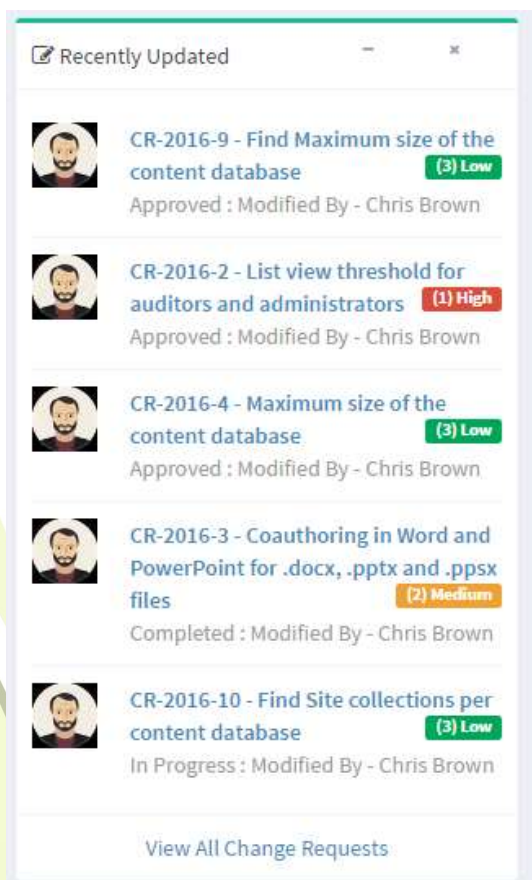 Recently Updated
CR-2016-9 - Find Maximum size of the
content database (3) Low
Approved : Modified By - Chris Brown
CR-2016-2 - List view threshold for
auditors and administrators (1) High
Approved : Modified By - Chris Brown
CR-2016-4 - Maximum size of the
content database (3) Low
Approved : Modified By - Chris Brown
CR-2016-3 - Coauthoring in Word and
PowerPoint for .docx, .pptx and .ppsx
files (2) Medium
Completed : Modified By - Chris Brown
CR-2016-10 - Find Site collections per
content database (3) Low
In Progress : Modified By - Chris Brown
View All Change Requests